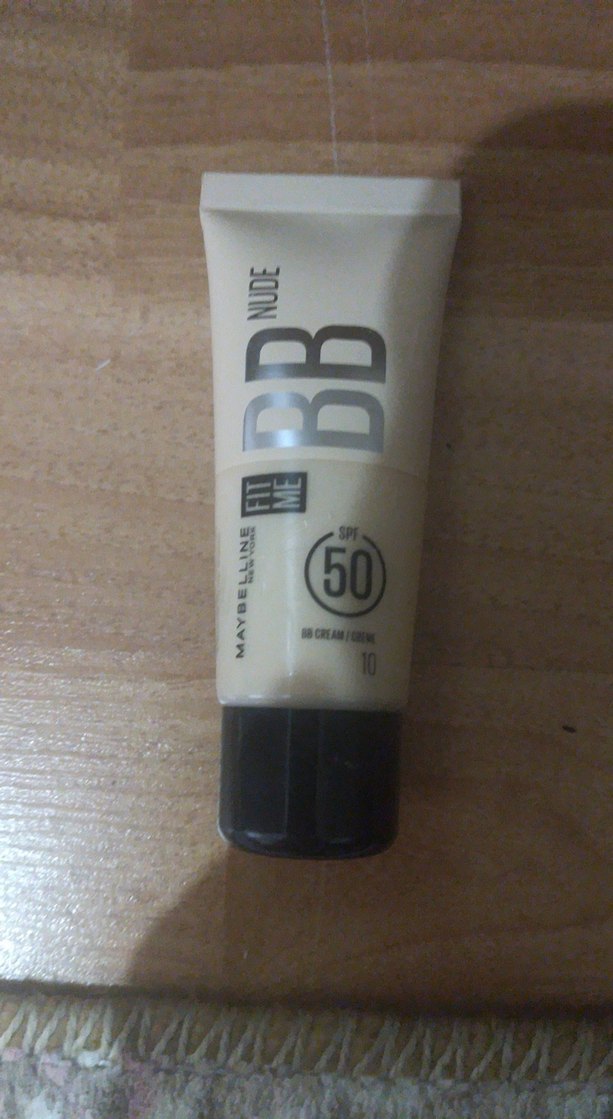 BB NUDE
FIT
ME
MAYBELLINE
NEW YORK
SPF
50
BB CREAM / CRÈME
10